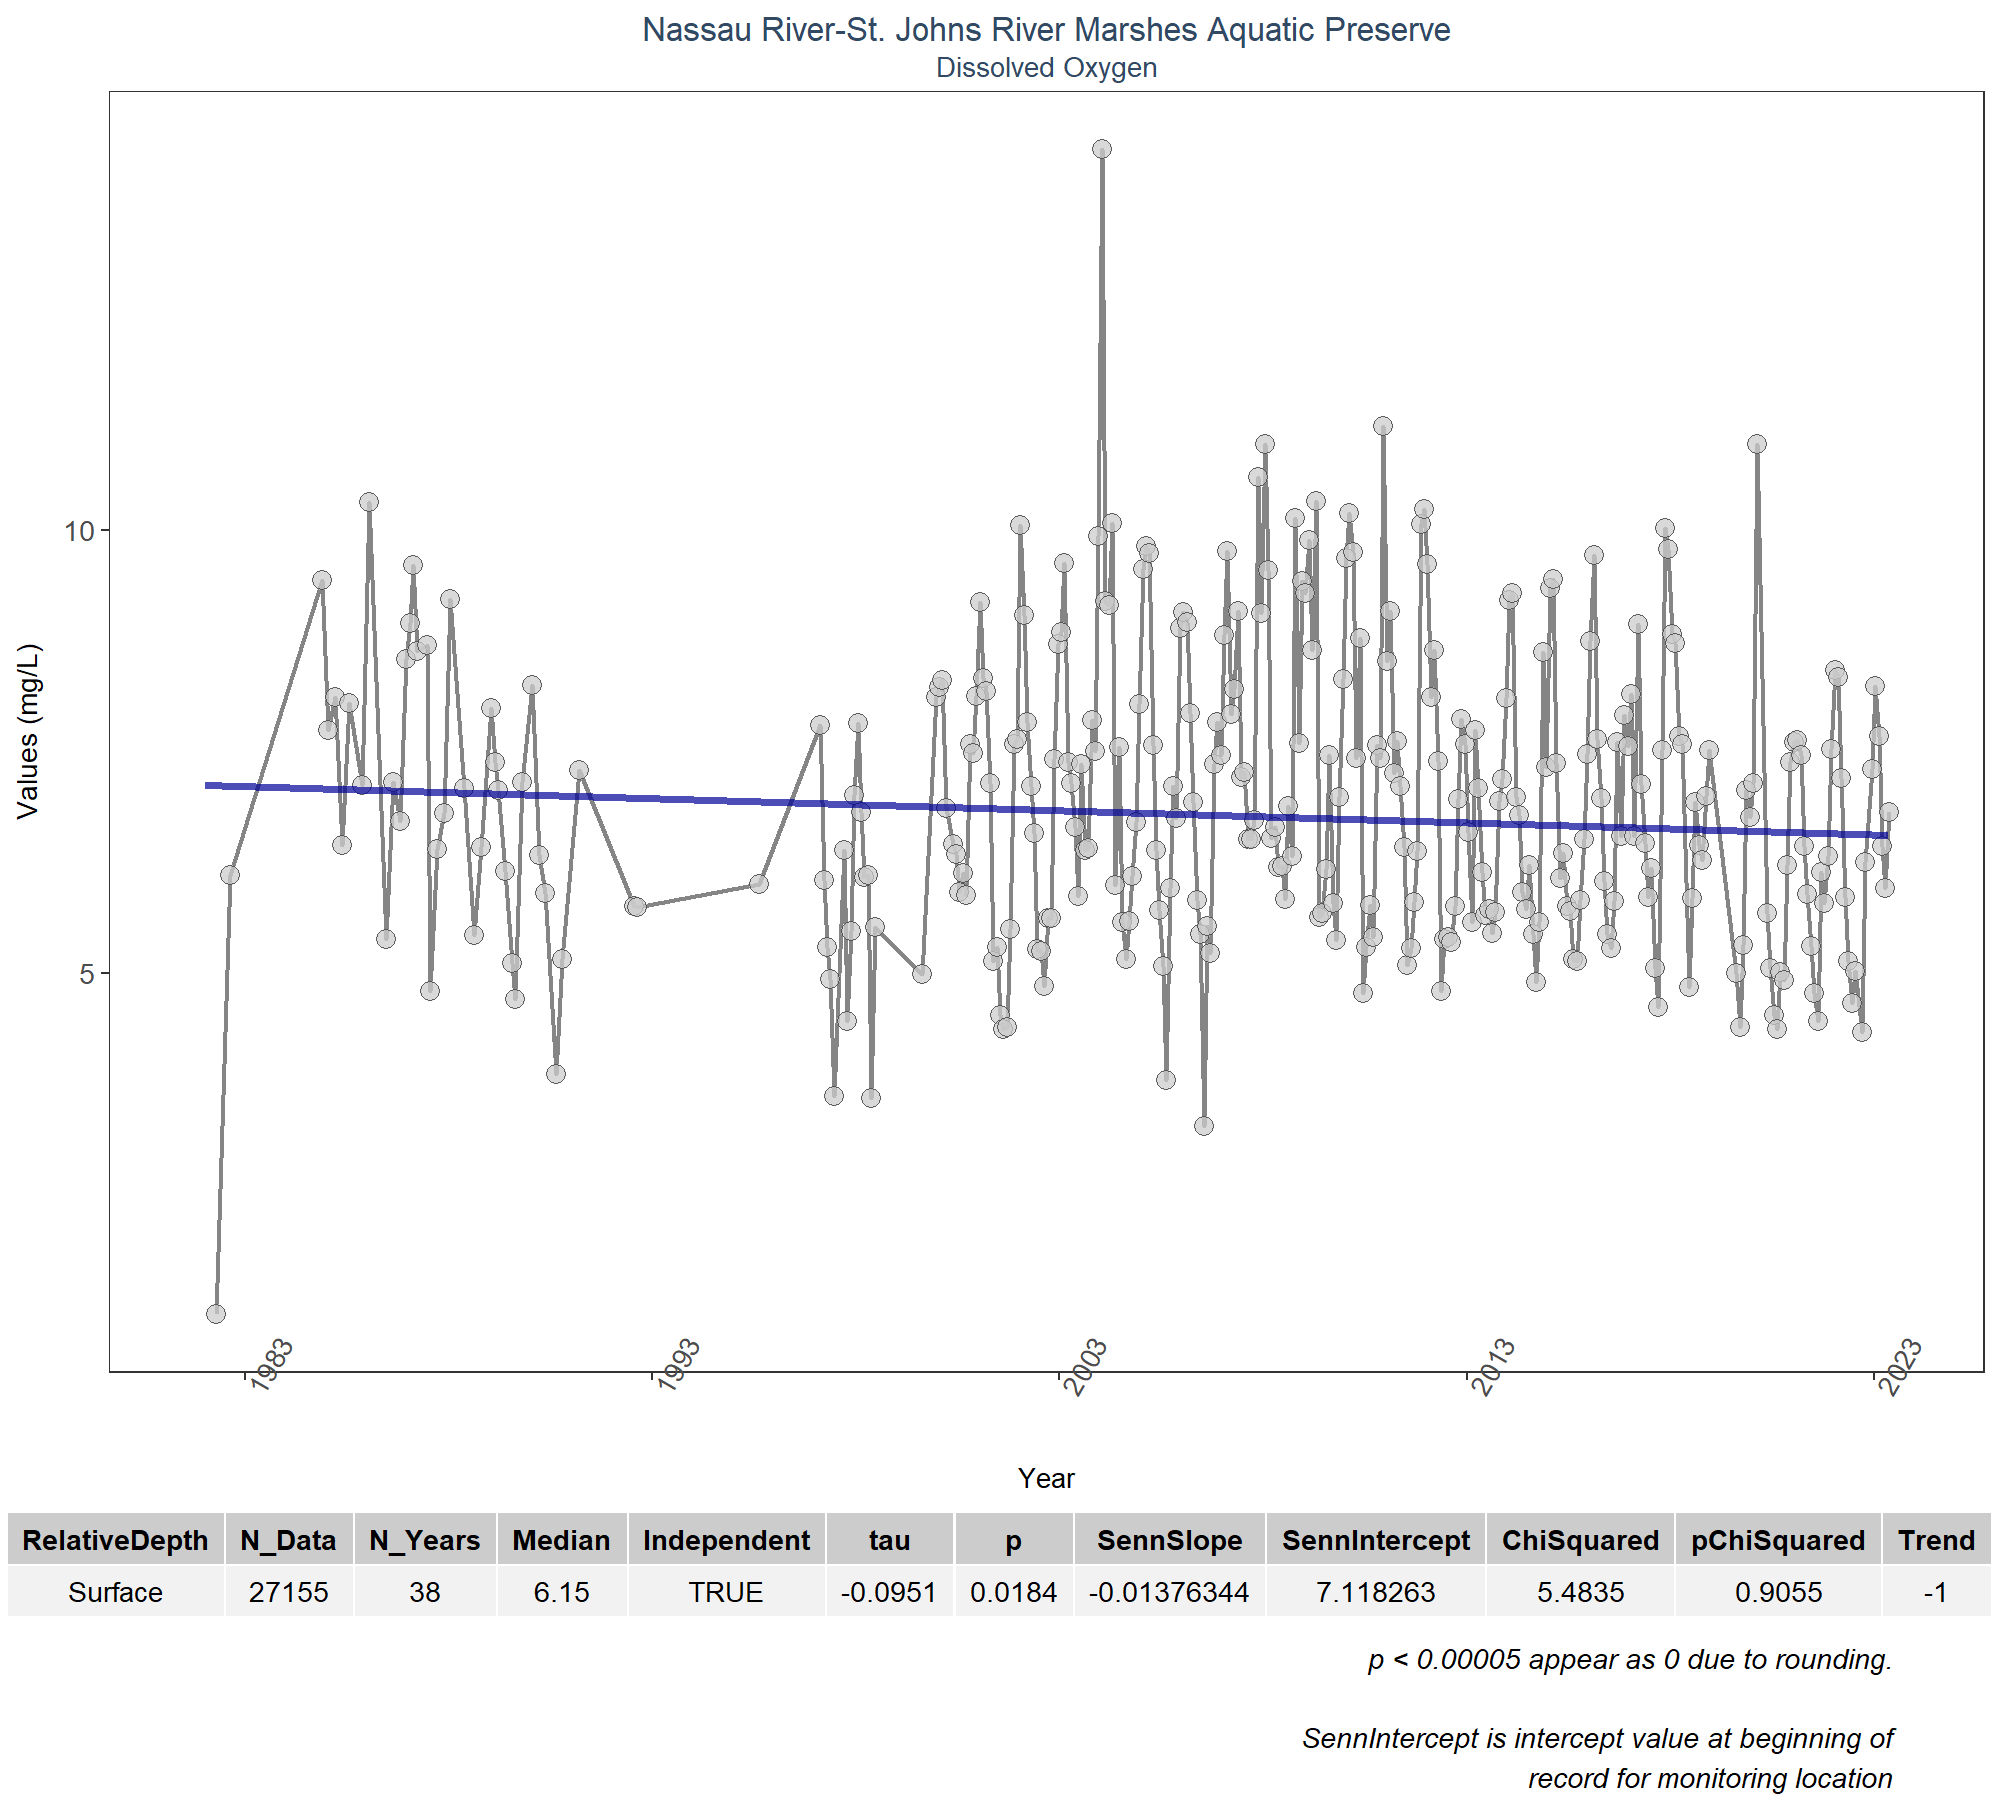 Nassau River-St. Johns River Marshes Aquatic Preserve
Dissolved Oxygen
Values (mg/L)
10
5
1983
1993
2003
2013
2023
Year
RelativeDepth N_Data N_Years Median Independent tau p SennSlope SennIntercept ChiSquared pChiSquared Trend
Surface 27155 38 6.15 TRUE -0.0951 0.0184 -0.01376344 7.118263 5.4835 0.9055 -1
p < 0.00005 appear as 0 due to rounding.
SennIntercept is intercept value at beginning of
record for monitoring location